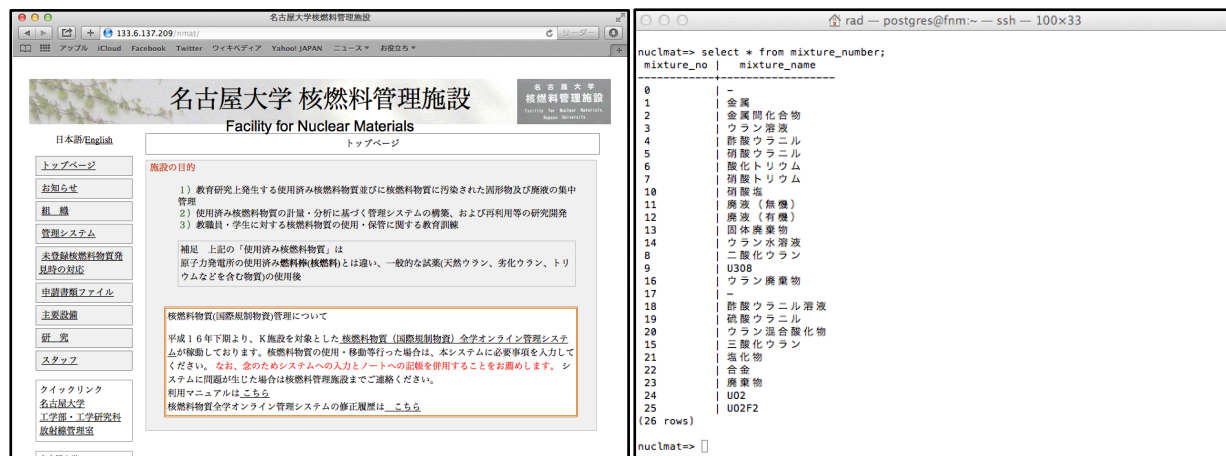 名古屋大学核燃料管理施設
133.6.137.209/nmat/
リーダー
アップル iCloud Facebook Twitter ウィキペディア Yahoo! JAPAN ニュース▼ お役立ち▼
名古屋大学 核燃料管理施設
Facility for Nuclear Materials
名古屋大学
核燃料管理施設
Facility for Nuclear Materials
Nagoya University
日本語/English
トップページ
トップページ
お知らせ
組　織
管理システム
未登録核燃料物質発
見時の対応
申請書類ファイル
主要設備
研　究
スタッフ
クイックリンク
名古屋大学
工学部・工学研究科
放射線管理室
施設の目的
1）教育研究上発生する使用済み核燃料物質並びに核燃料物質に汚染された固形物及び廃液の集中
管理
2）使用済み核燃料物質の計量・分析に基づく管理システムの構築、および再利用等の研究開発
3）教職員・学生に対する核燃料物質の使用・保管に関する教育訓練
補足　上記の「使用済み核燃料物質」は
原子力発電所の使用済み燃料棒(核燃料)とは違い、一般的な試薬(天然ウラン、劣化ウラン、トリ
ウムなどを含む物質)の使用後
核燃料物質(国際規制物資)管理について
平成１６年下期より、Ｋ施設を対象とした 核燃料物質（国際規制物資）全学オンライン管理システ
ムが稼動しております。核燃料物質の使用・移動等行った場合は、本システムに必要事項を入力して
ください。 なお、念のためシステムへの入力とノートへの記帳を併用することをお薦めします。 シ
ステムに問題が生じた場合は核燃料管理施設までご連絡ください。
利用マニュアルは こちら
核燃料物質全学オンライン管理システムの修正履歴は　こちら
rad — postgres@fnm:~ — ssh — 100×33
nuclmat=> select * from mixture_number;
mixture_no | mixture_name
------------+------------------
0 | −
1 | 金属
2 | 金属間化合物
3 | ウラン溶液
4 | 酢酸ウラニル
5 | 硝酸ウラニル
6 | 酸化トリウム
7 | 硝酸トリウム
10 | 硝酸塩
11 | 廃液（無機）
12 | 廃液（有機）
13 | 固体廃棄物
14 | ウラン水溶液
8 | 二酸化ウラン
9 | U3O8
16 | ウラン廃棄物
17 | −
18 | 酢酸ウラニル溶液
19 | 硫酸ウラニル
20 | ウラン混合酸化物
15 | 三酸化ウラン
21 | 塩化物
22 | 合金
23 | 廃棄物
24 | UO2
25 | UO2F2
(26 rows)
nuclmat=>